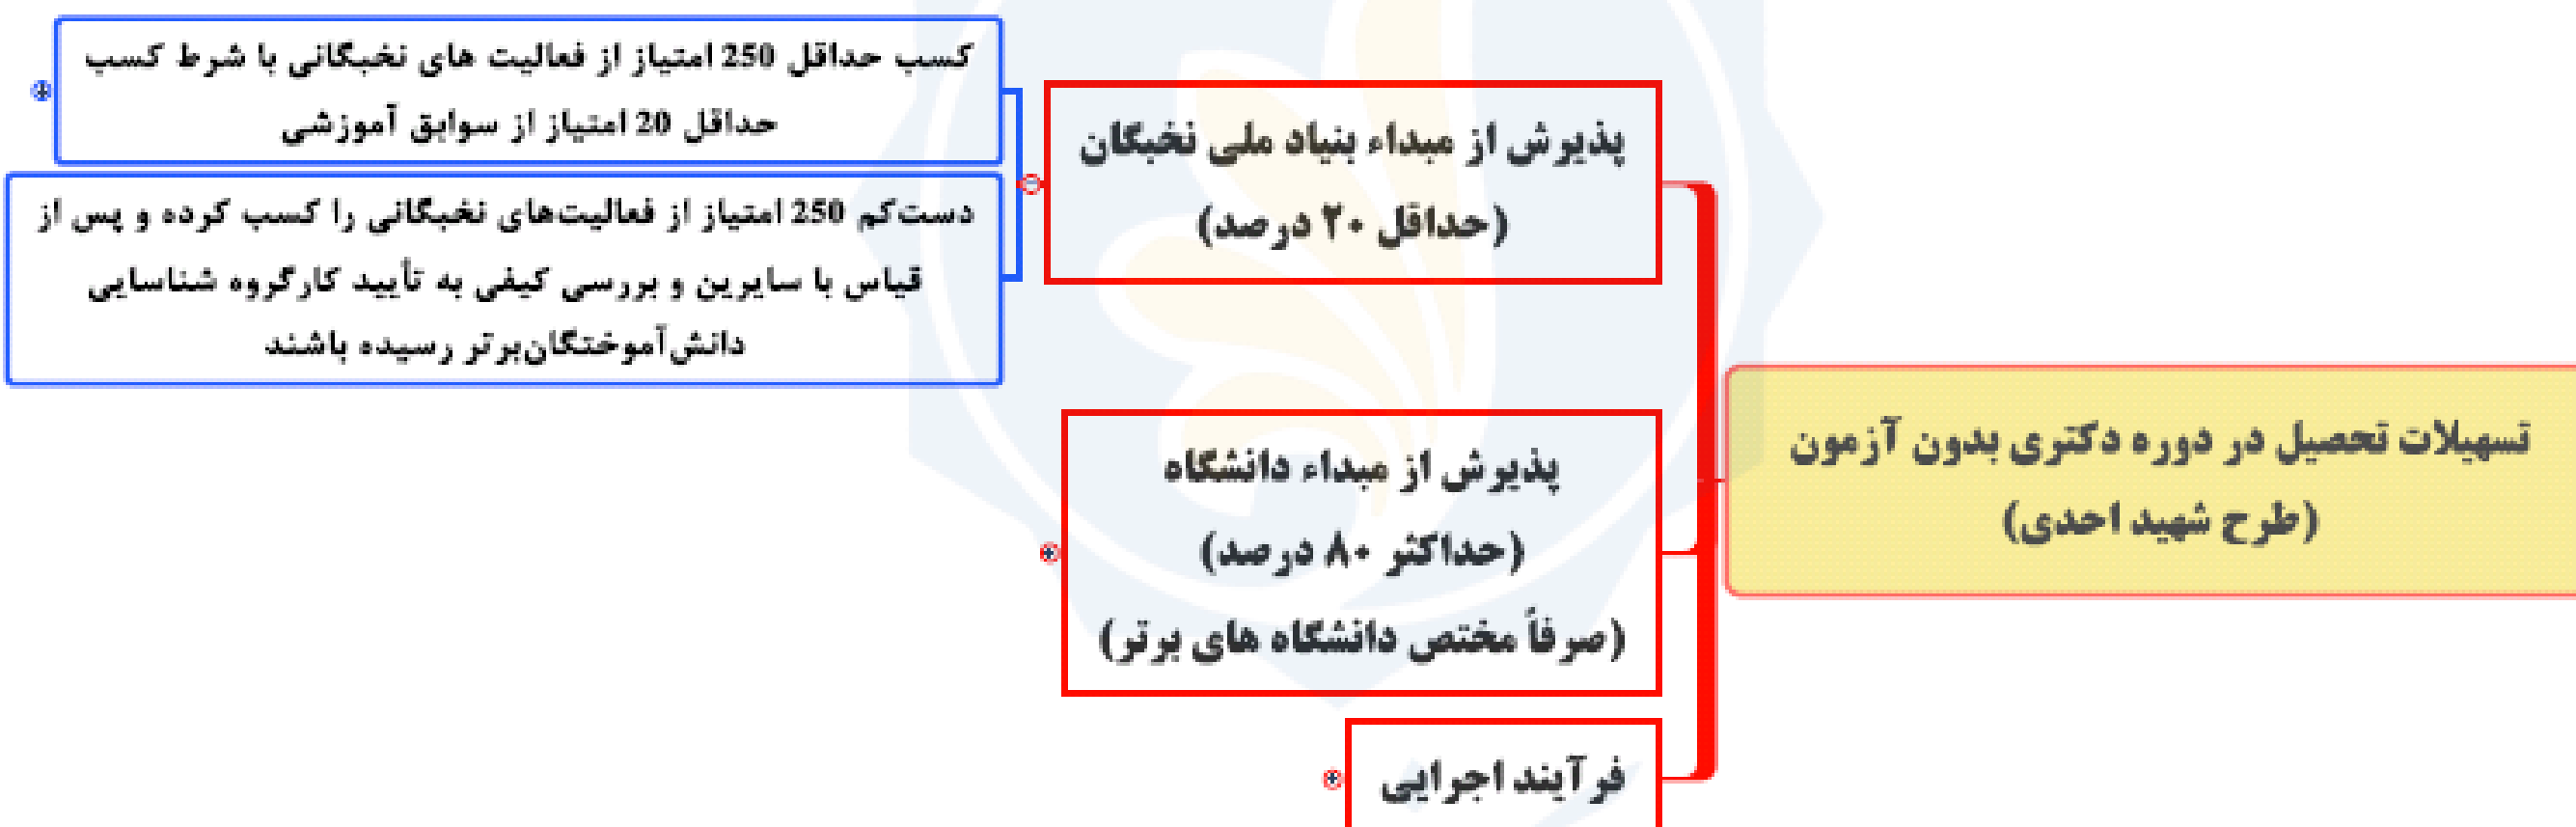 تسهیلات تحصیل در دوره دکتری بدون آزمون
(طرح شهید احدی)
پذیرش از مبداء بنیاد ملی نخبگان
(حداقل ۲۰ درصد)
کسب حداقل 250 امتیاز از فعالیت های نخبگانی با شرط کسب
حداقل 20 امتیاز از سوابق آموزشی
دست‌کم 250 امتیاز از فعالیت‌های نخبگانی را کسب کرده و پس از
قیاس با سایرین و بررسی کیفی به تأیید کارگروه شناسایی
دانش‌آموختگان‌برتر رسیده باشند
پذیرش از مبداء دانشگاه
(حداکثر ۸۰ درصد)
(صرفاً مختص دانشگاه های برتر)
فرآیند اجرایی